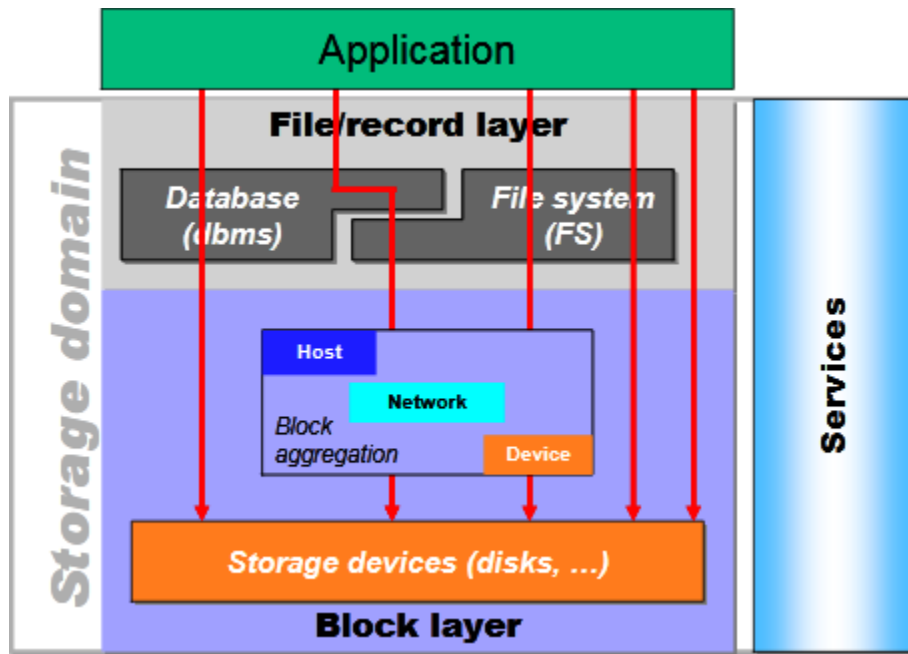 Application
Storage domain
File/record layer
Database
(dbms)
File system
(FS)
Host
Network
Block
aggregation
Device
Storage devices (disks, …)
Block layer
Services